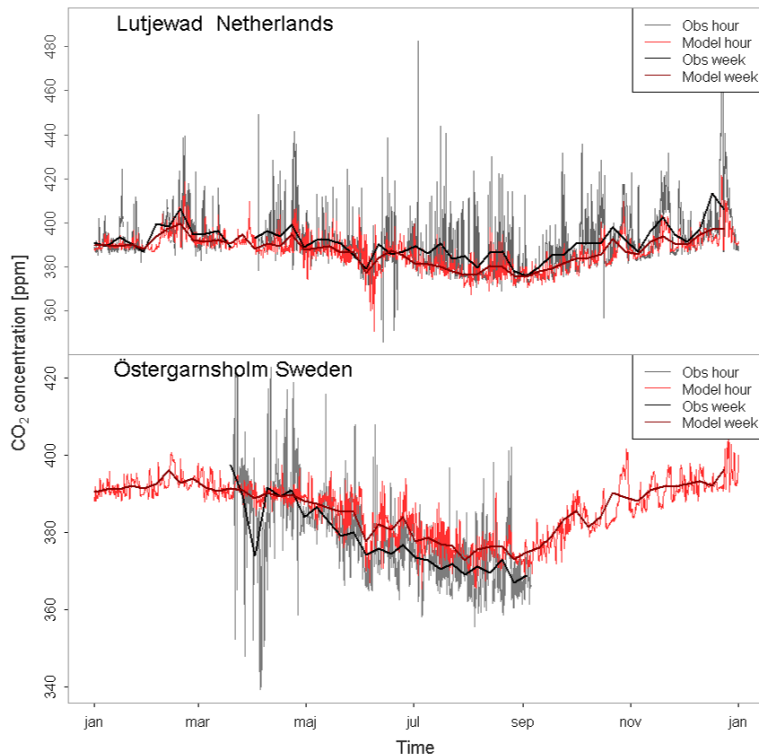 Lutjewad Netherlands
Obs hour
Model hour
Obs week
Model week
480
460
440
420
400
380
360
CO2 concentration [ppm]
Östergarnsholm Sweden
Obs hour
Model hour
Obs week
Model week
420
400
380
360
340
jan mar maj jul sep nov jan
Time